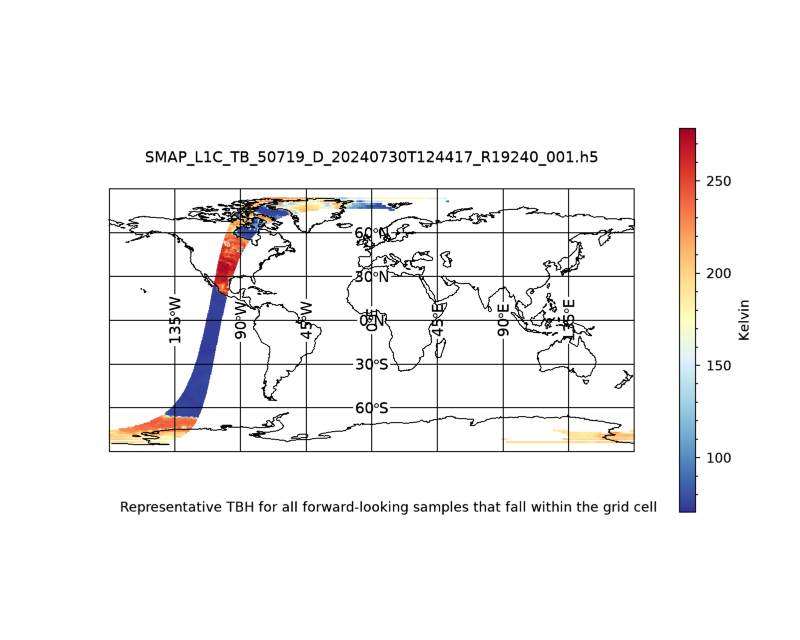 SMAP_L1C_TB_50719_D_20240730T124417_R19240_001.h5
250
200
150
100
Kelvin
60°N
30°N
0°N
30°S
60°S
135°W
90°W
45°W
0°E
45°E
90°E
135°E
Representative TBH for all forward-looking samples that fall within the grid cell